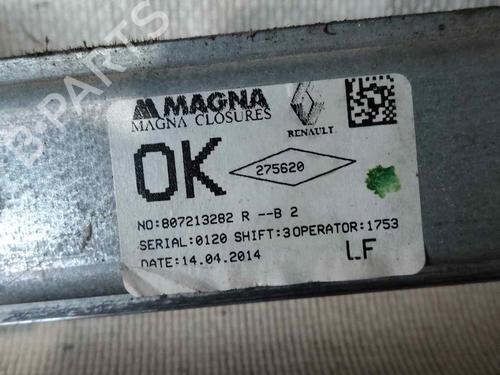 MAGNA
MAGNA CLOSURES
RENAULT
OK
275620
NO:807213282 R --B 2
SERIAL:0120 SHIFT:3 OPERATOR:1753
DATE:14.04.2014
LF
B-PARTS